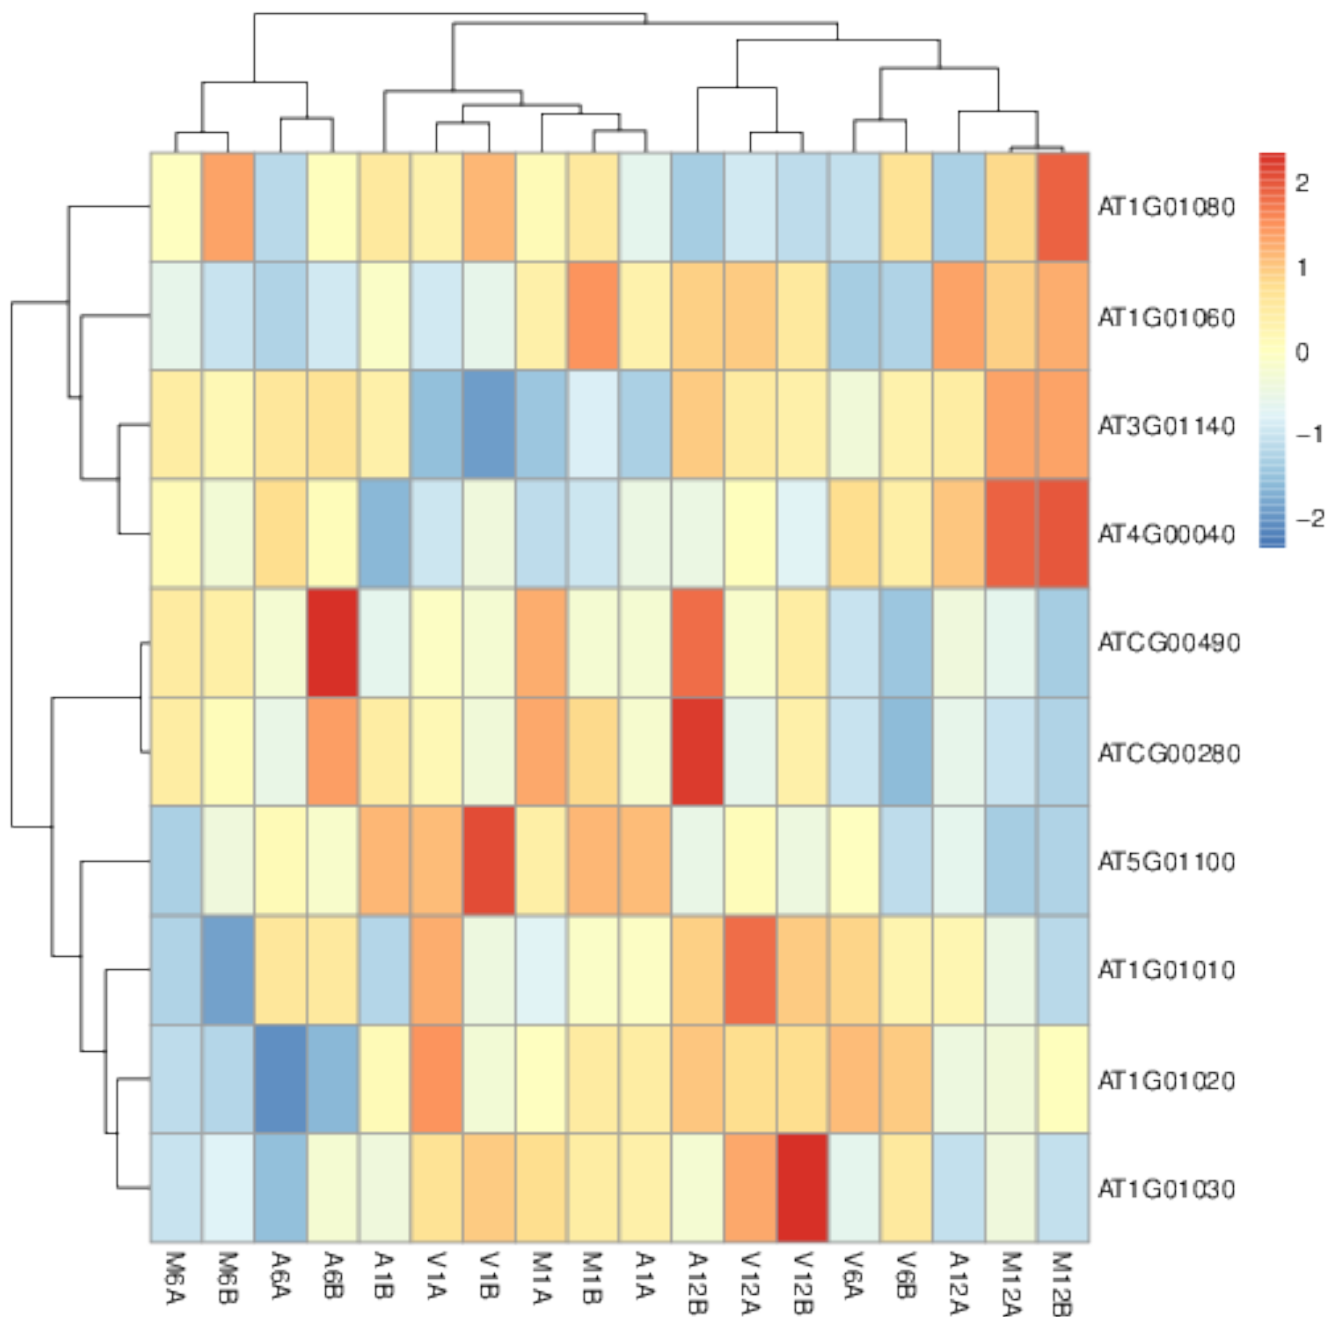 AT1G01080
AT1G01060
AT3G01140
AT4G00040
ATCG00490
ATCG00280
AT5G01100
AT1G01010
AT1G01020
AT1G01030
2
1
0
−1
−2
M6A
M6B
A6A
A6B
A1B
V1A
V1B
M1A
M1B
A1A
A12B
V12A
V12B
V6A
V6B
A12A
M12A
M12B